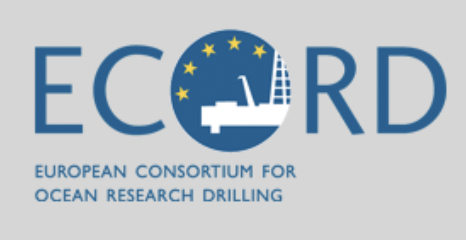 ECORD
EUROPEAN CONSORTIUM FOR
OCEAN RESEARCH DRILLING